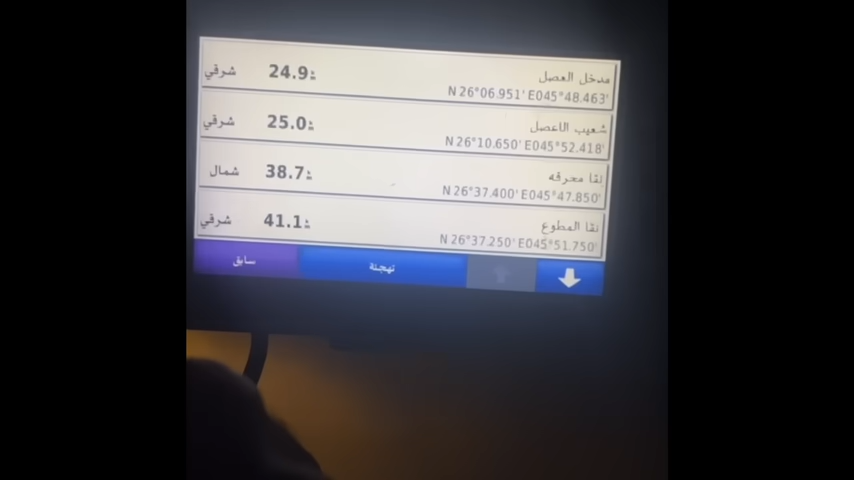 مدخل العصل
24.9 شرقي
N 26°06.951' E045°48.463'
شعيب الاعصل
25.0 شرقي
N 26°10.650' E045°52.418'
نقا محرقه
38.7 شمال
N 26°37.400' E045°47.850'
نقا المطوع
41.1 شرقي
N 26°37.250' E045°51.750'
سابق
تهجئة